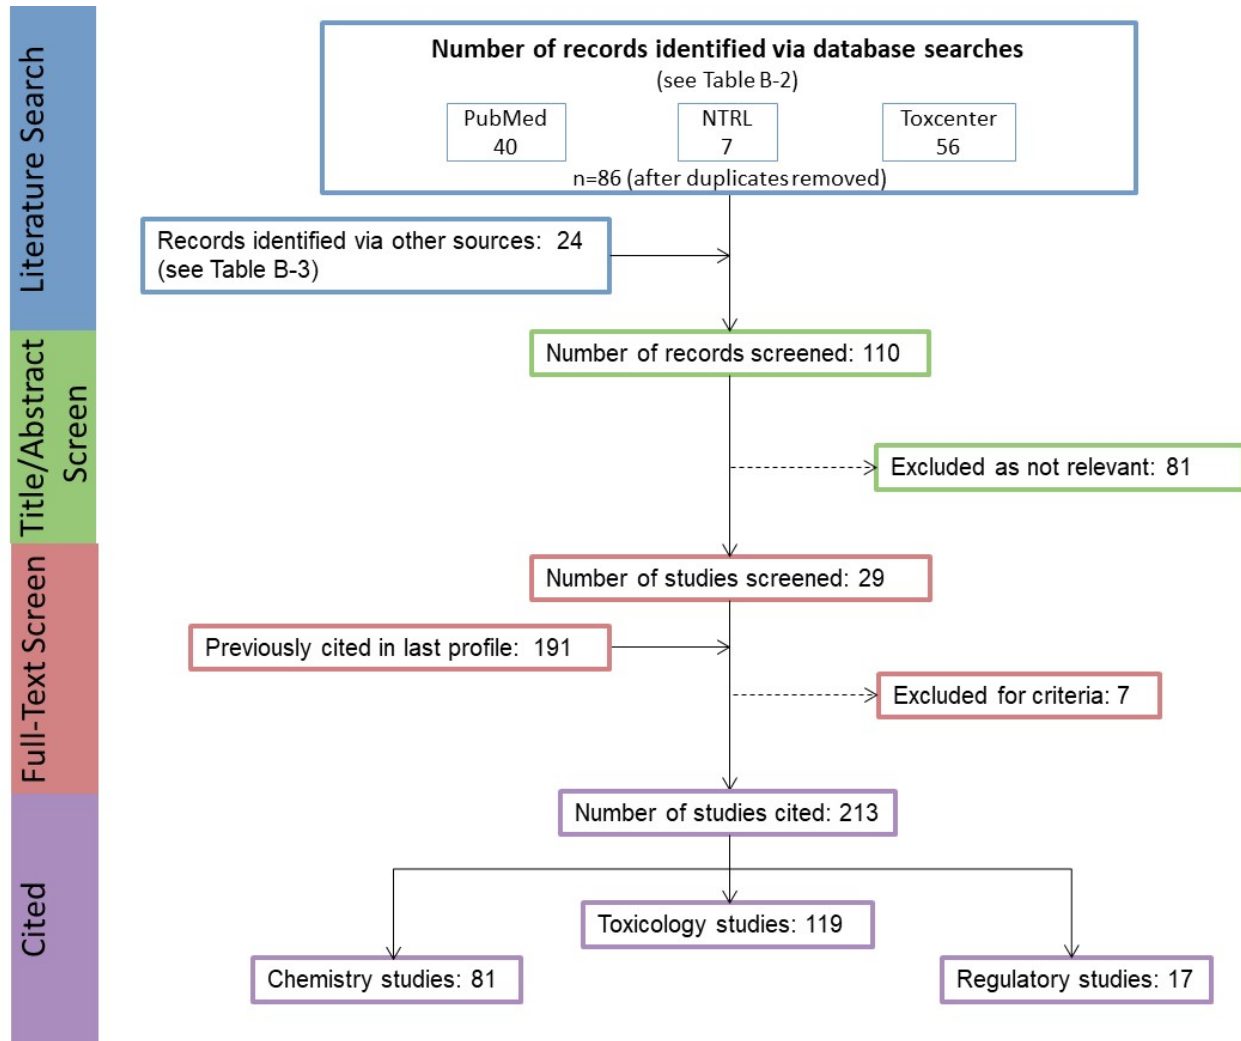 Literature Search
Number of records identified via database searches
(see Table B-2)
PubMed
40
NTRL
7
Toxcenter
56
n=86 (after duplicates removed)
Records identified via other sources: 24
(see Table B-3)
Title/Abstract
Screen
Number of records screened: 110
Excluded as not relevant: 81
Full-Text Screen
Number of studies screened: 29
Previously cited in last profile: 191
Excluded for criteria: 7
Cited
Number of studies cited: 213
Toxicology studies: 119
Chemistry studies: 81
Regulatory studies: 17